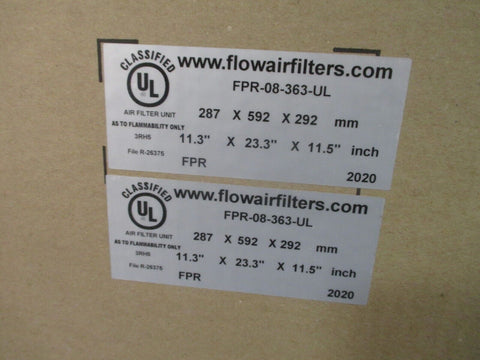 CLASSIFIED
UL
www.flowairfilters.com
FPR-08-363-UL
AIR FILTER UNIT
AS TO FLAMMABILITY ONLY
3RH5
File R-26375
287 X 592 X 292 mm
11.3" X 23.3" X 11.5" inch
FPR
2020
CLASSIFIED
UL
www.flowairfilters.com
FPR-08-363-UL
AIR FILTER UNIT
AS TO FLAMMABILITY ONLY
3RH5
File R-26375
287 X 592 X 292 mm
11.3" X 23.3" X 11.5" inch
FPR
2020